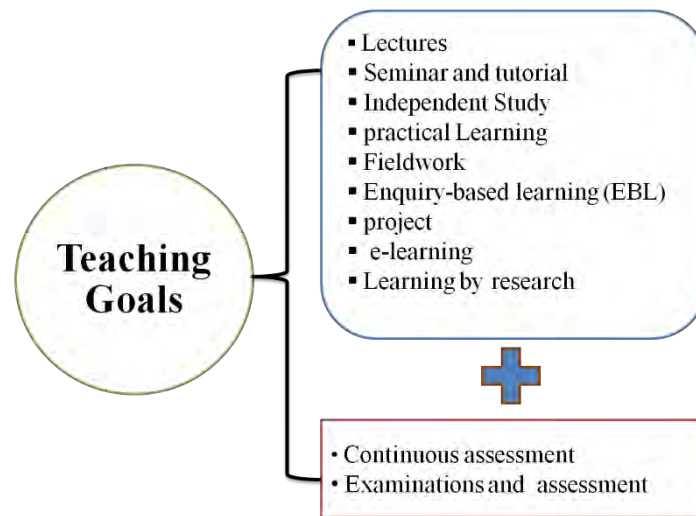 Teaching
Goals
▪ Lectures
▪ Seminar and tutorial
▪ Independent Study
▪ practical Learning
▪ Fieldwork
▪ Enquiry-based learning (EBL)
▪ project
▪ e-learning
▪ Learning by research
• Continuous assessment
• Examinations and assessment